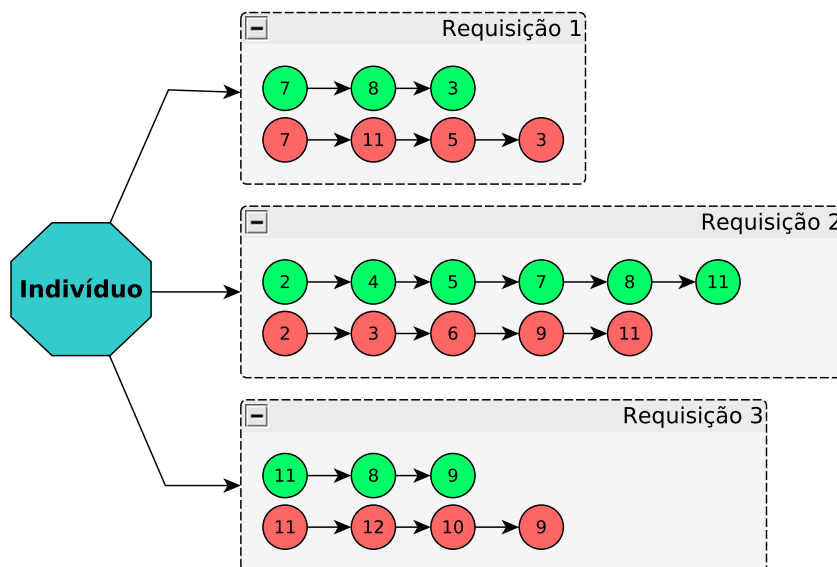 Requisição 1
7 8 3
7 11 5 3
Indivíduo
Requisição 2
2 4 5 7 8 11
2 3 6 9 11
Requisição 3
11 8 9
11 12 10 9